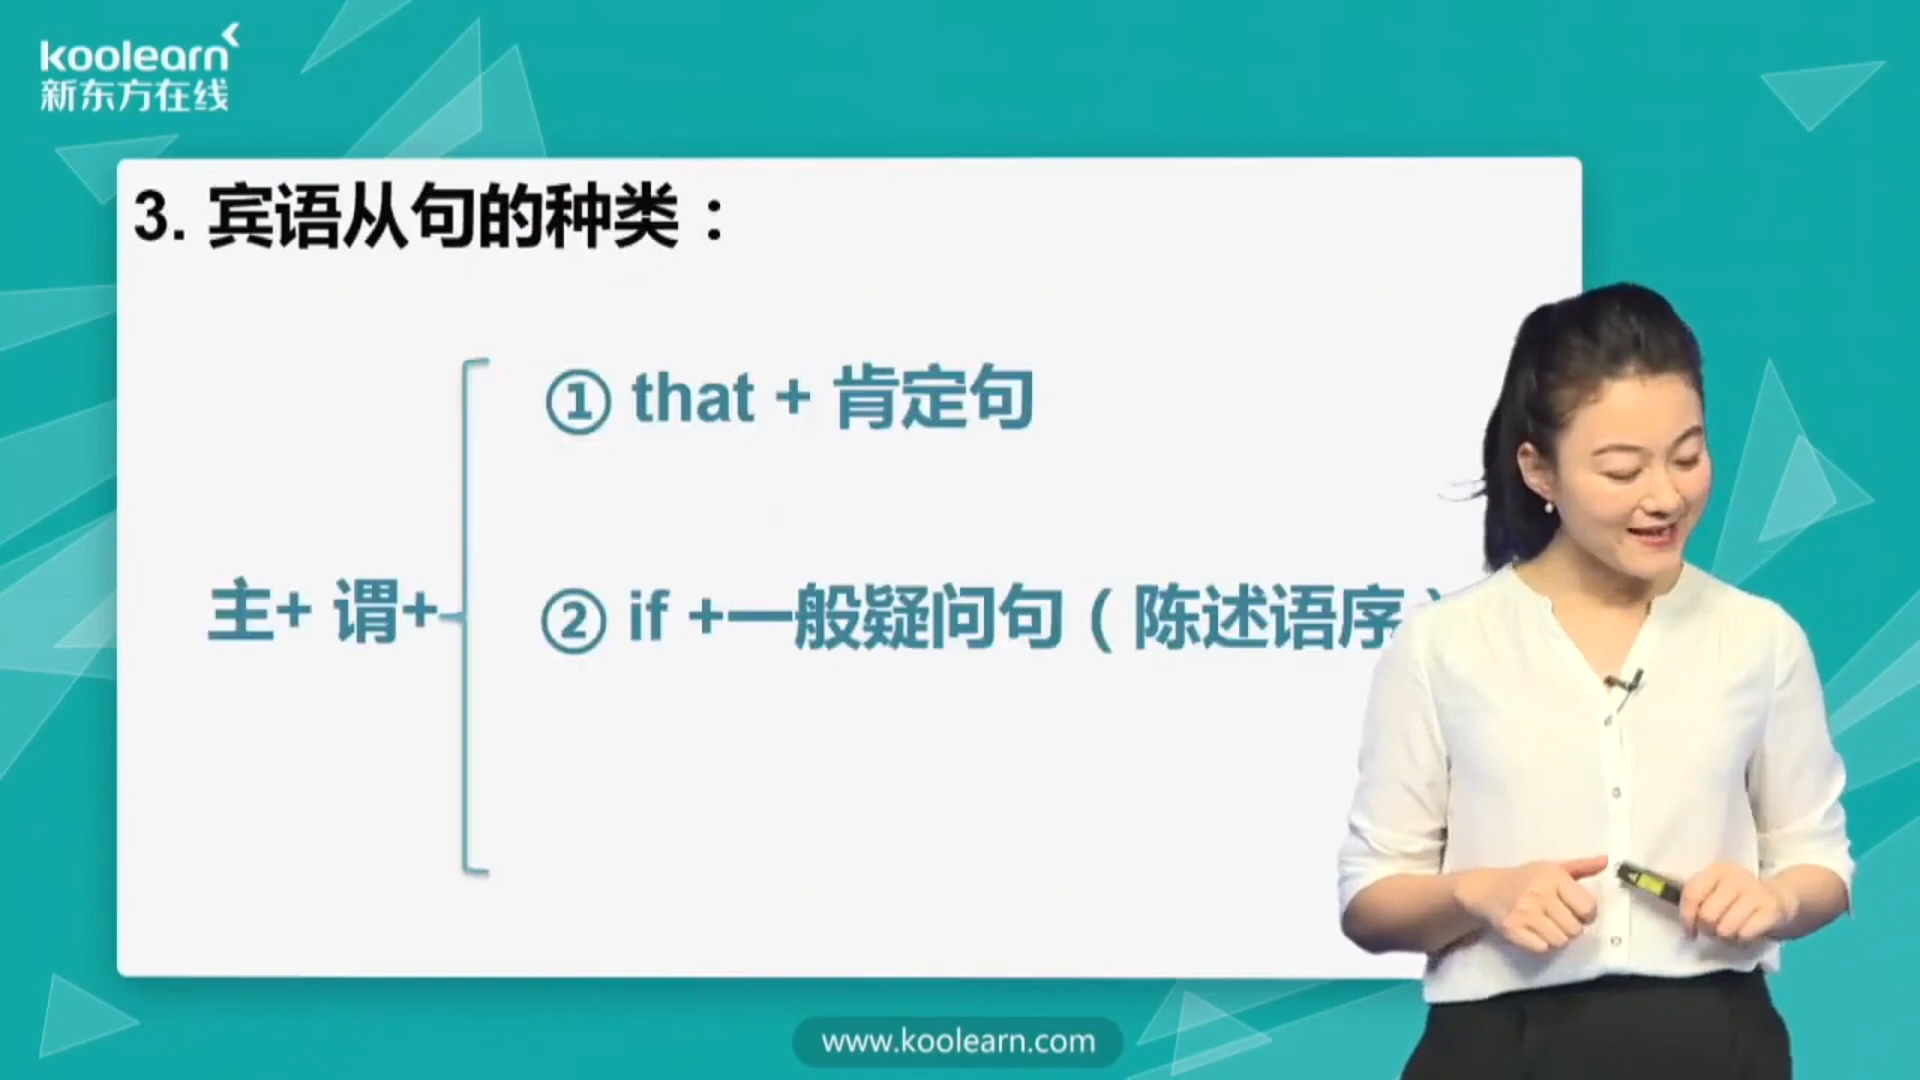 koolearn
新东方在线
3. 宾语从句的种类：
① that + 肯定句
主+ 谓+
② if +一般疑问句（陈述语序）
www.koolearn.com